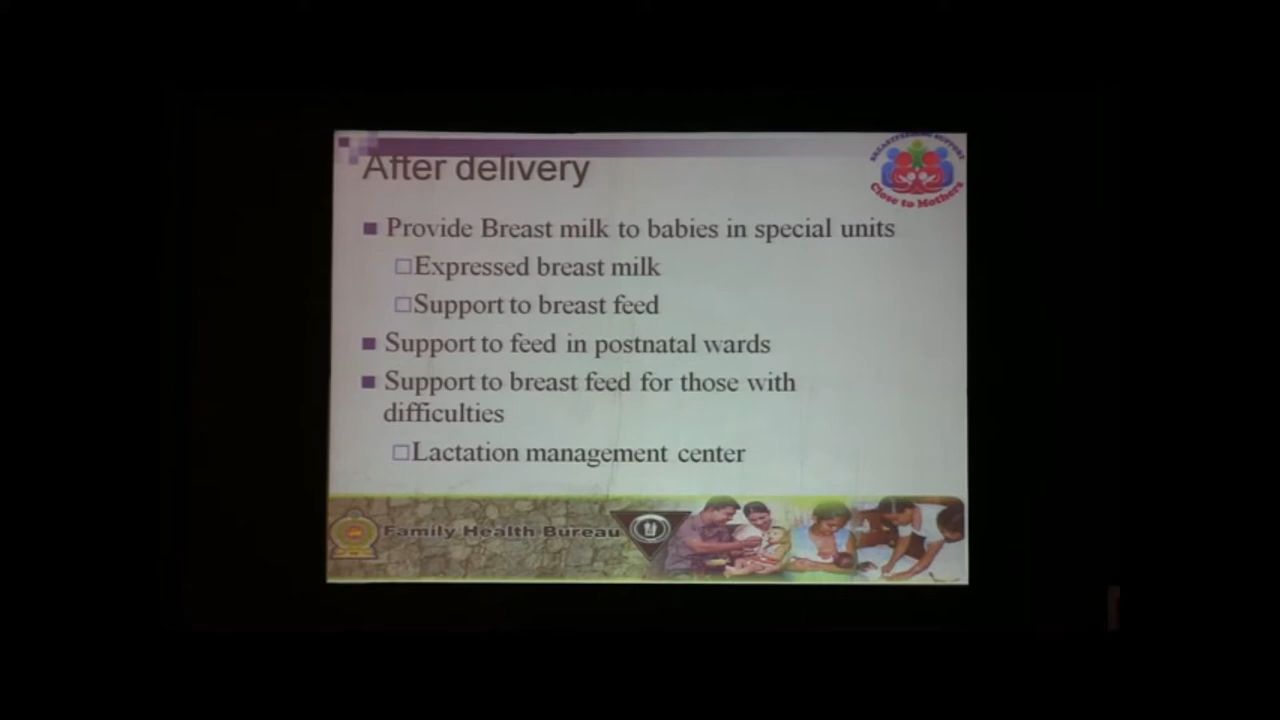 After delivery
BREASTFEEDING SUPPORT
Close to Mothers
Provide Breast milk to babies in special units
Expressed breast milk
Support to breast feed
Support to feed in postnatal wards
Support to breast feed for those with
difficulties
Lactation management center
Family Health Bureau